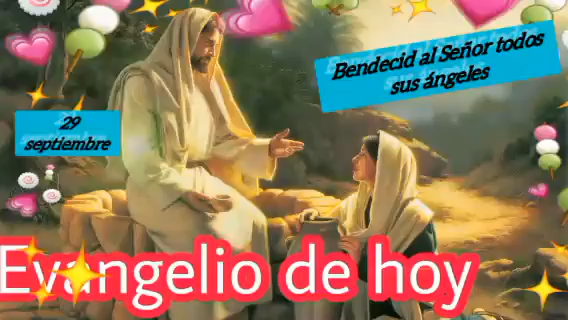 Bendecid al Señor todos
sus ángeles
29
septiembre
Evangelio de hoy